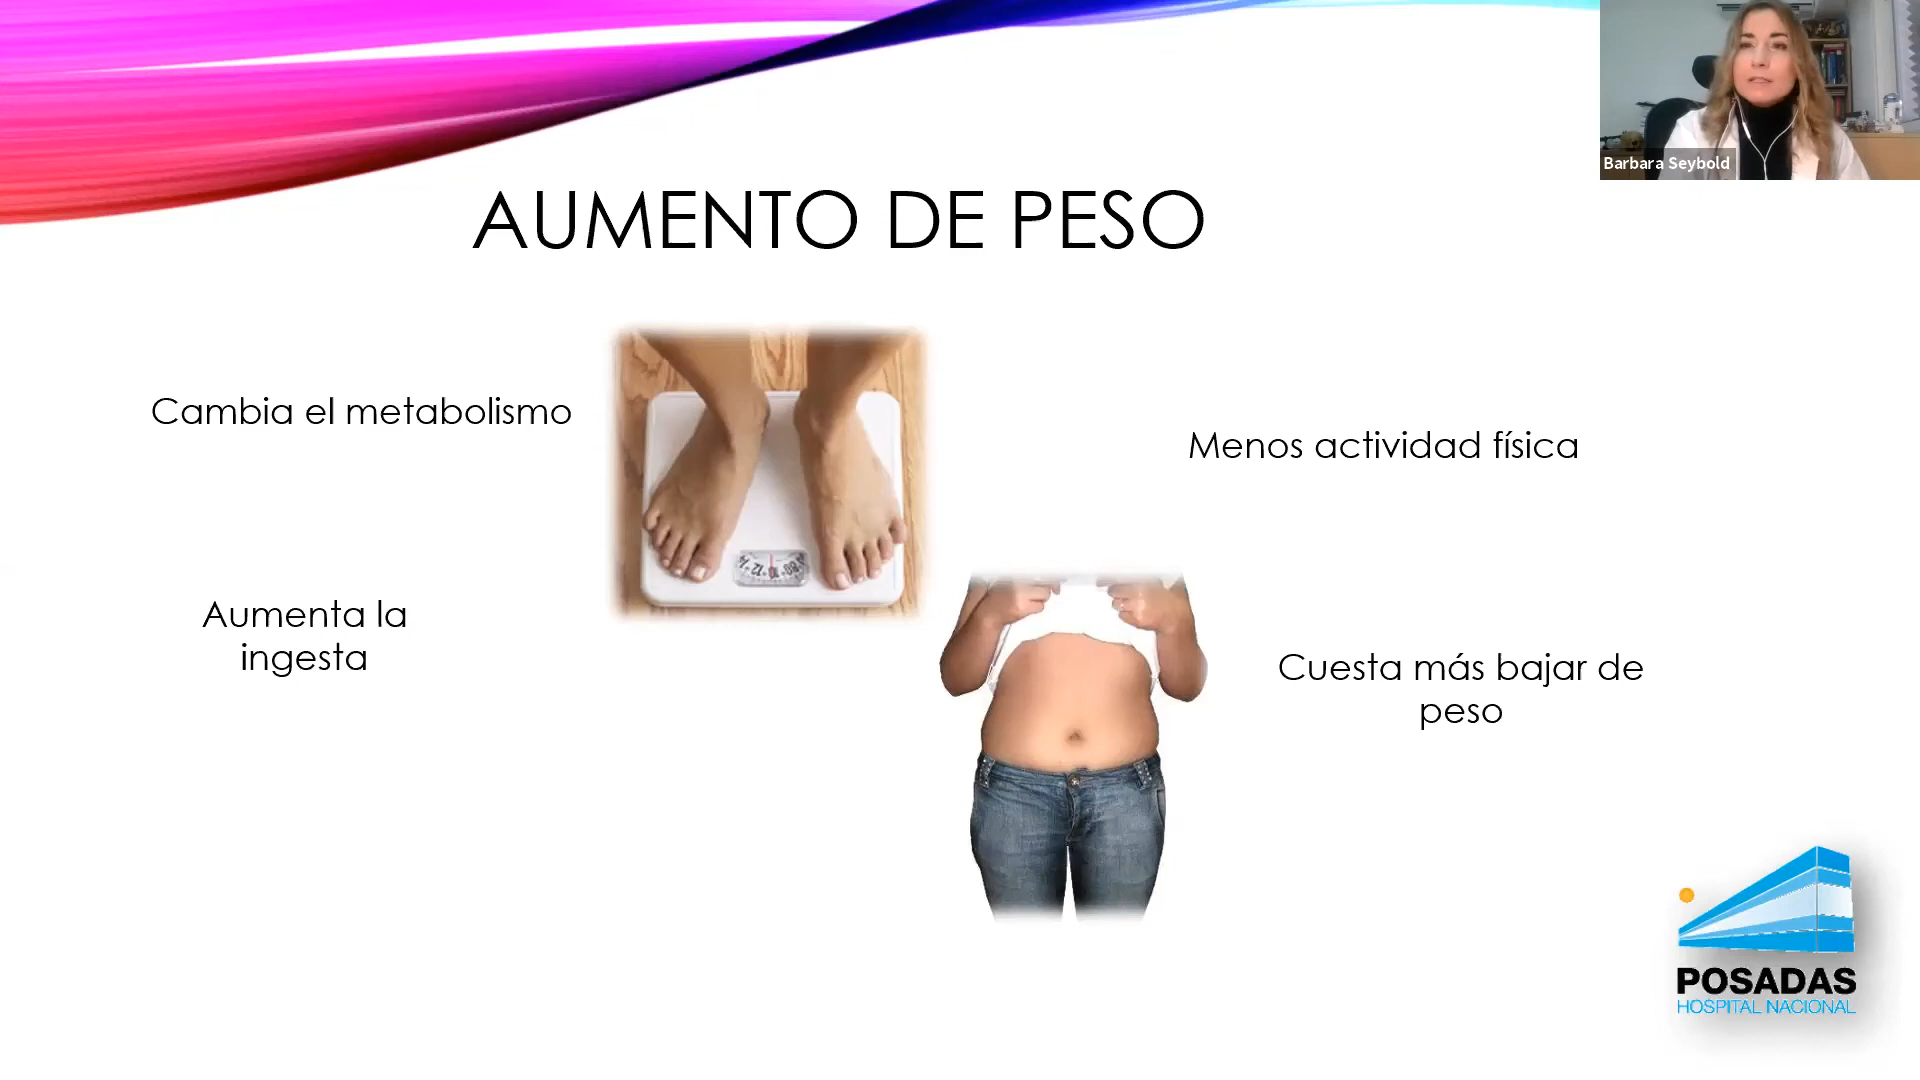 Barbara Seybold
AUMENTO DE PESO
Cambia el metabolismo
Menos actividad física
Aumenta la
ingesta
Cuesta más bajar de
peso
POSADAS
HOSPITAL NACIONAL